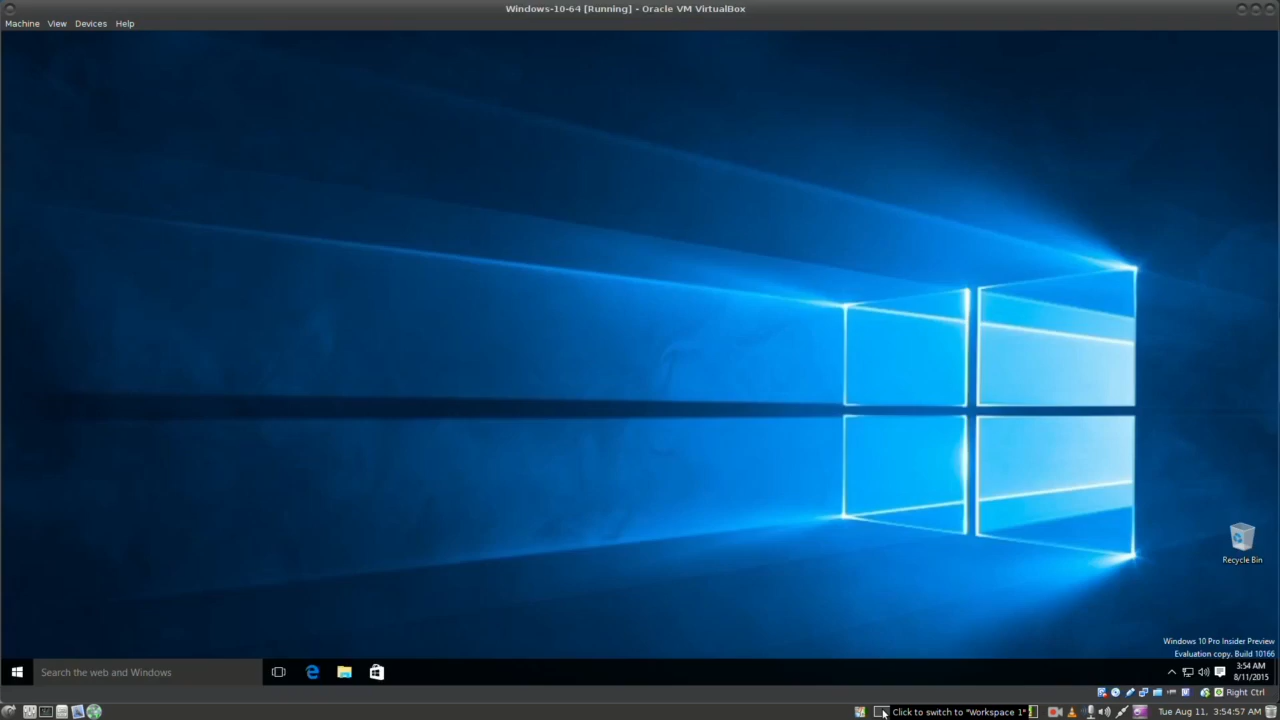 Windows-10-64 [Running] - Oracle VM VirtualBox
Machine View Devices Help
Recycle Bin
Windows 10 Pro Insider Preview
Evaluation copy. Build 10166
Search the web and Windows
3:54 AM
8/11/2015
Right Ctrl
Click to switch to "Workspace 1"
Tue Aug 11, 3:54:57 AM